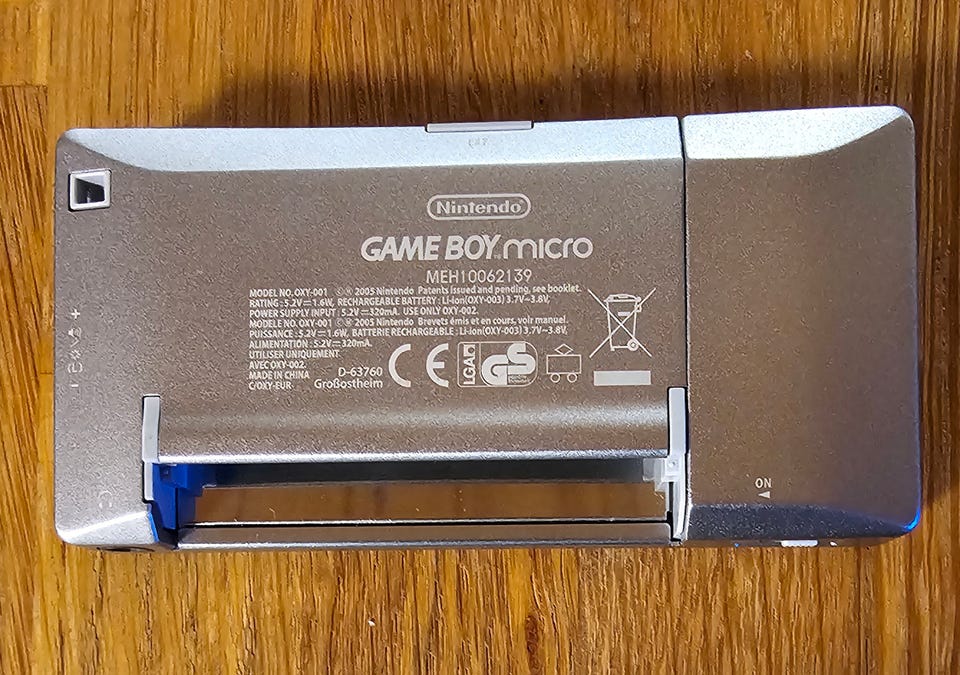 EXT.
Nintendo®
GAME BOY™ micro
MEH10062139
MODEL NO. OXY-001 ©® 2005 Nintendo Patents issued and pending, see booklet.
RATING : 5.2V⎓1.6W, RECHARGEABLE BATTERY : Li-ion(OXY-003) 3.7V-3.8V,
POWER SUPPLY INPUT : 5.2V⎓320mA. USE ONLY OXY-002.
MODELE NO. OXY-001 ©® 2005 Nintendo Brevets émis et en cours, voir manuel.
PUISSANCE : 5.2V⎓1.6W, BATTERIE RECHARGEABLE : Li-ion(OXY-003) 3.7V-3.8V,
ALIMENTATION : 5.2V⎓320mA.
UTILISER UNIQUEMENT
AVEC OXY-002.
MADE IN CHINA
C/OXY-EUR
D-63760
Großostheim
CE
LGA
GS
ON